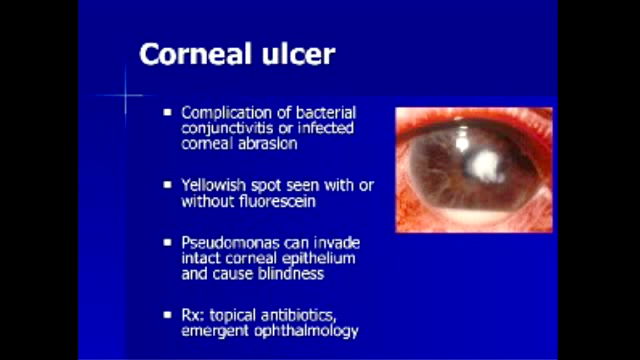 Corneal ulcer
Complication of bacterial
conjunctivitis or infected
corneal abrasion
Yellowish spot seen with or
without fluorescein
Pseudomonas can invade
intact corneal epithelium
and cause blindness
Rx: topical antibiotics,
emergent ophthalmology